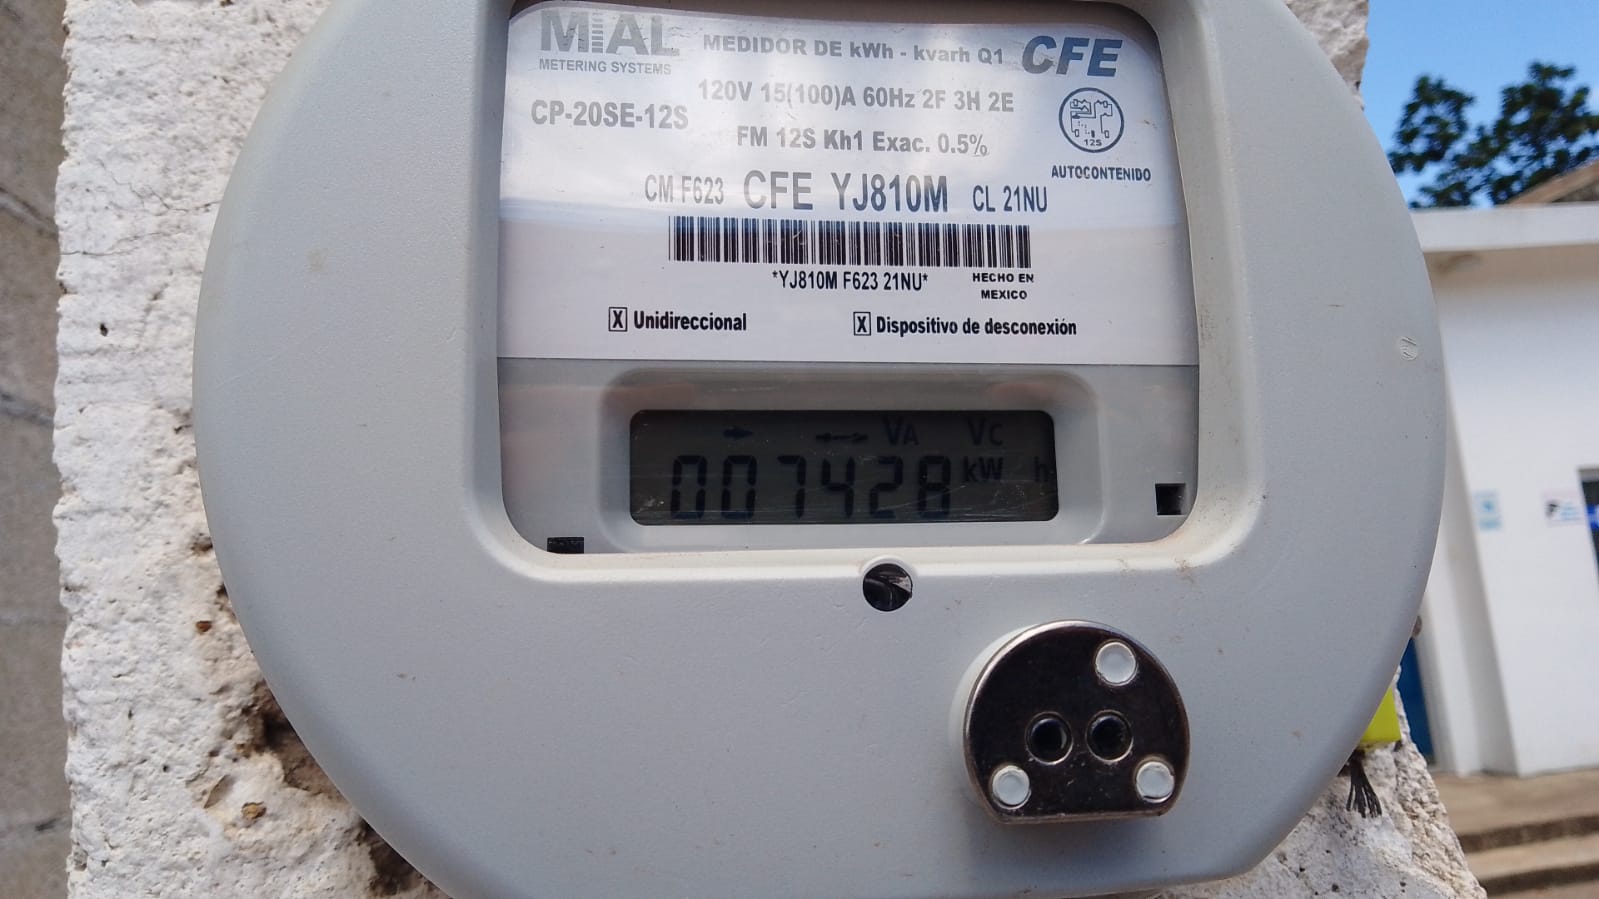 MIAL
METERING SYSTEMS
MEDIDOR DE kWh - kvarh Q1
CFE
120V 15(100)A 60Hz 2F 3H 2E
CP-20SE-12S
FM 12S Kh1 Exac. 0.5%
12S
AUTOCONTENIDO
CM F623 CFE YJ810M CL 21NU
*YJ810M F623 21NU*
HECHO EN
MEXICO
X Unidireccional
X Dispositivo de desconexión
VA VC
007428 kW h